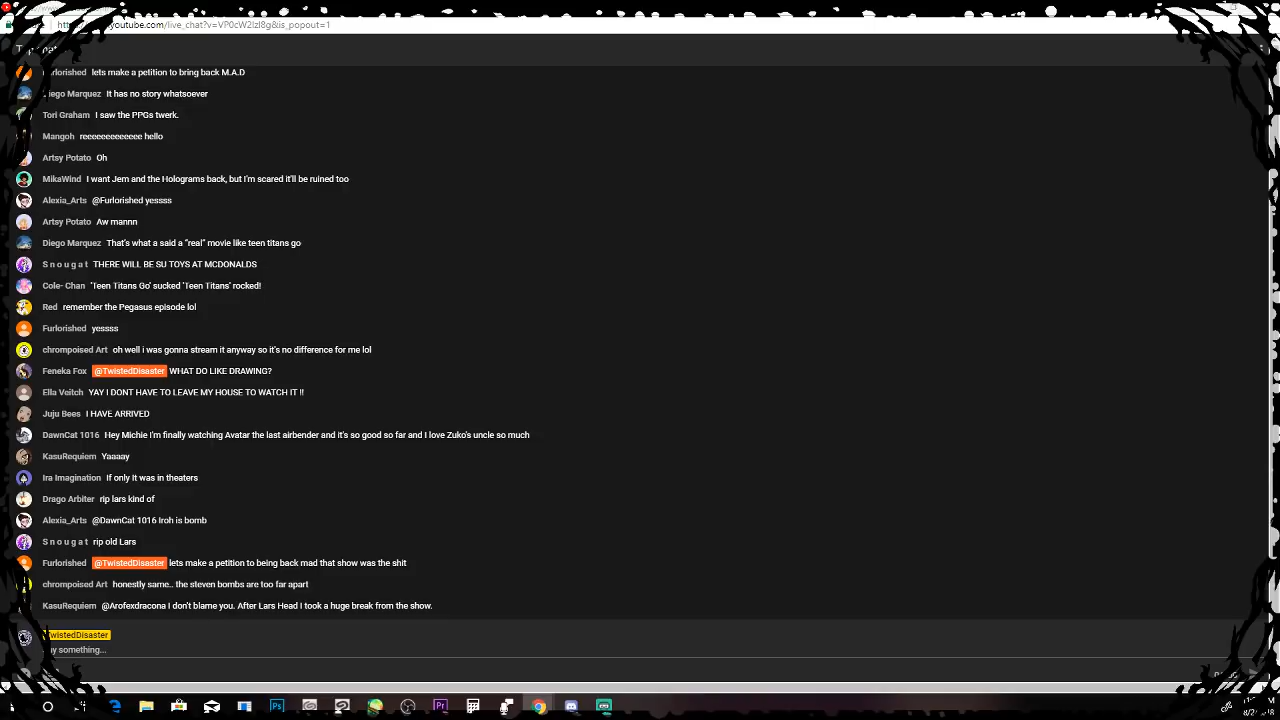 youtube.com/live_chat?v=VP0cW2lzI8g&is_popout=1
Furlorished lets make a petition to bring back M.A.D
Diego Marquez It has no story whatsoever
Tori Graham I saw the PPGs twerk.
Mangoh reeeeeeeeeeeee hello
Artsy Potato Oh
MikaWind I want Jem and the Holograms back, but I'm scared it'll be ruined too
Alexia_Arts @Furlorished yessss
Artsy Potato Aw mannn
Diego Marquez That's what a said a “real” movie like teen titans go
S n o u g a t THERE WILL BE SU TOYS AT MCDONALDS
Cole- Chan 'Teen Titans Go' sucked 'Teen Titans' rocked!
Red remember the Pegasus episode lol
Furlorished yessss
chrompoised Art oh well i was gonna stream it anyway so it's no difference for me lol
Feneka Fox @TwistedDisaster WHAT DO LIKE DRAWING?
Ella Veitch YAY I DONT HAVE TO LEAVE MY HOUSE TO WATCH IT !!
Juju Bees I HAVE ARRIVED
DawnCat 1016 Hey Michie I'm finally watching Avatar the last airbender and it's so good so far and I love Zuko's uncle so much
KasuRequiem Yaaaay
Ira Imagination If only It was in theaters
Drago Arbiter rip lars kind of
Alexia_Arts @DawnCat 1016 Iroh is bomb
S n o u g a t rip old Lars
Furlorished @TwistedDisaster lets make a petition to being back mad that show was the shit
chrompoised Art honestly same.. the steven bombs are too far apart
KasuRequiem @Arofexdracona I don't blame you. After Lars Head I took a huge break from the show.
TwistedDisaster
ay something...